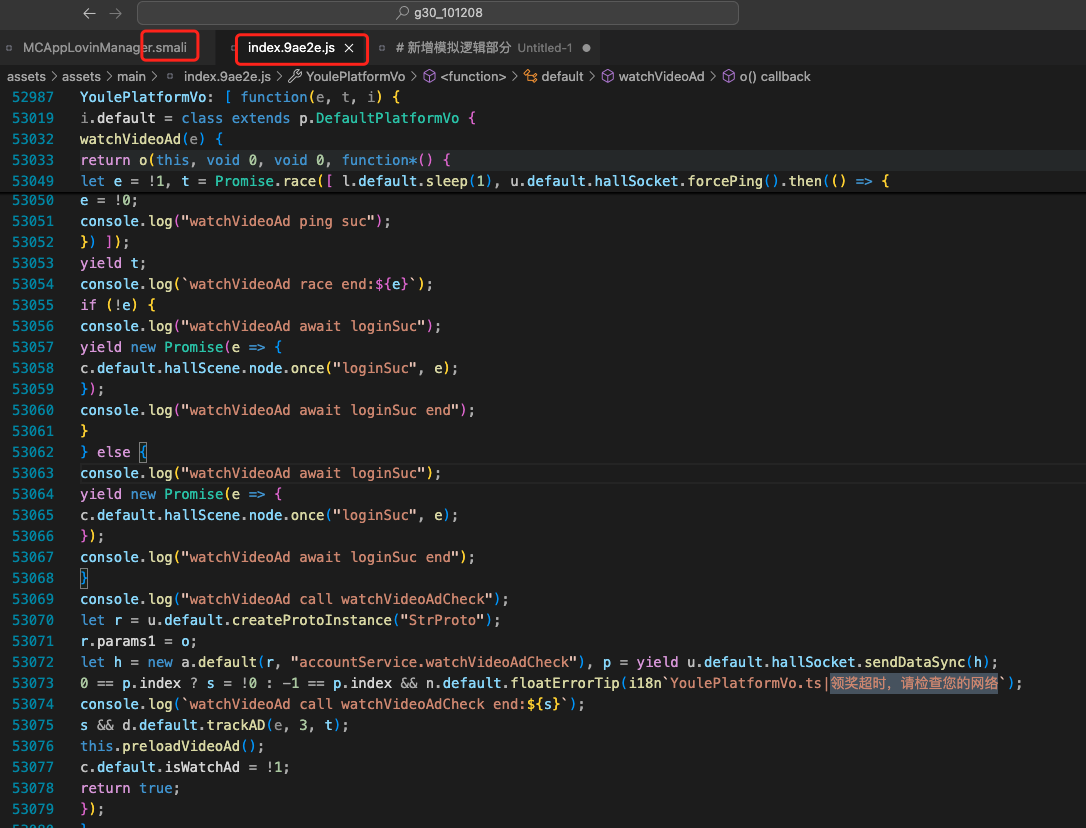 g30_101208
MCAppLovinManager.smali index.9ae2e.js # 新增模拟逻辑部分 Untitled-1
assets > assets > main > index.9ae2e.js > YoulePlatformVo > <function> > default > watchVideoAd > o() callback
52987 YoulePlatformVo: [ function(e, t, i) {
53019 i.default = class extends p.DefaultPlatformVo {
53032 watchVideoAd(e) {
53033 return o(this, void 0, void 0, function*() {
53049 let e = !1, t = Promise.race([ l.default.sleep(1), u.default.hallSocket.forcePing().then(() => {
53050 e = !0;
53051 console.log("watchVideoAd ping suc");
53052 }) ]);
53053 yield t;
53054 console.log(`watchVideoAd race end:${e}`);
53055 if (!e) {
53056 console.log("watchVideoAd await loginSuc");
53057 yield new Promise(e => {
53058 c.default.hallScene.node.once("loginSuc", e);
53059 });
53060 console.log("watchVideoAd await loginSuc end");
53061 }
53062 } else {
53063 console.log("watchVideoAd await loginSuc");
53064 yield new Promise(e => {
53065 c.default.hallScene.node.once("loginSuc", e);
53066 });
53067 console.log("watchVideoAd await loginSuc end");
53068 }
53069 console.log("watchVideoAd call watchVideoAdCheck");
53070 let r = u.default.createProtoInstance("StrProto");
53071 r.params1 = o;
53072 let h = new a.default(r, "accountService.watchVideoAdCheck"), p = yield u.default.hallSocket.sendDataSync(h);
53073 0 == p.index ? s = !0 : -1 == p.index && n.default.floatErrorTip(i18n`YoulePlatformVo.ts|领奖超时，请检查您的网络`);
53074 console.log(`watchVideoAd call watchVideoAdCheck end:${s}`);
53075 s && d.default.trackAD(e, 3, t);
53076 this.preloadVideoAd();
53077 c.default.isWatchAd = !1;
53078 return true;
53079 });